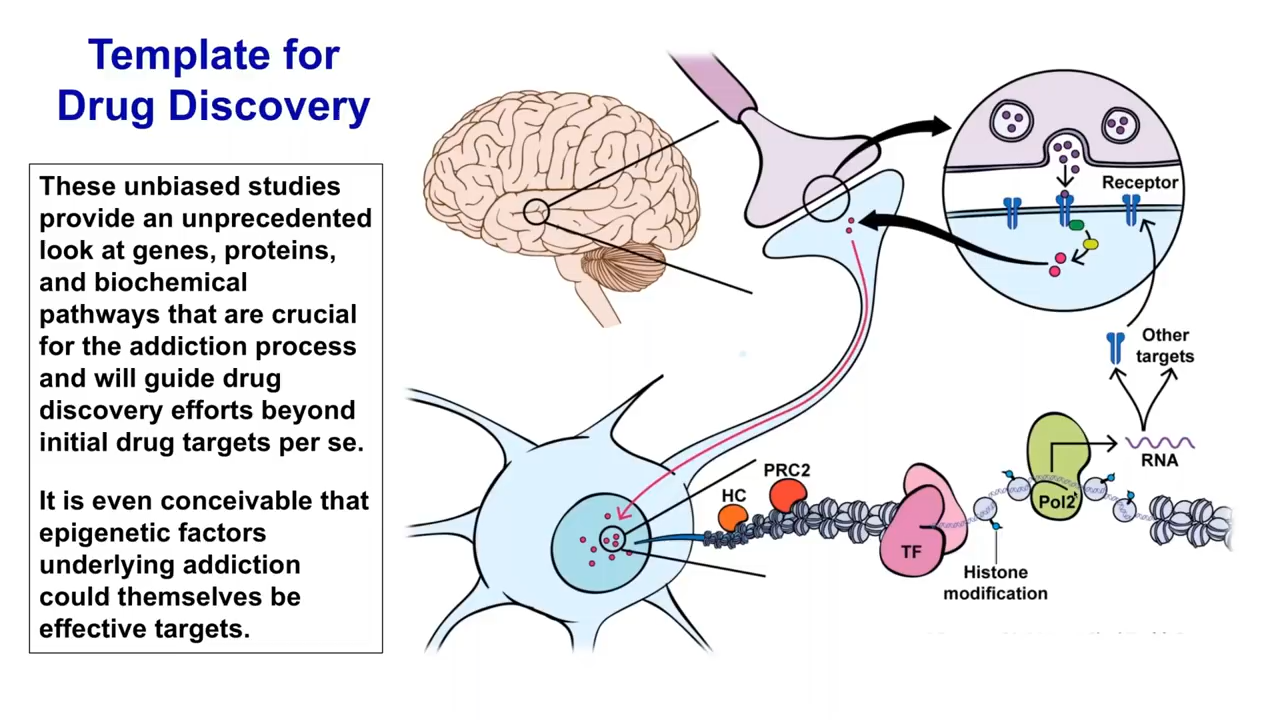 Template for
Drug Discovery
These unbiased studies
provide an unprecedented
look at genes, proteins,
and biochemical
pathways that are crucial
for the addiction process
and will guide drug
discovery efforts beyond
initial drug targets per se.
It is even conceivable that
epigenetic factors
underlying addiction
could themselves be
effective targets.
Receptor
Other
targets
RNA
PRC2
HC
Pol2
TF
Histone
modification